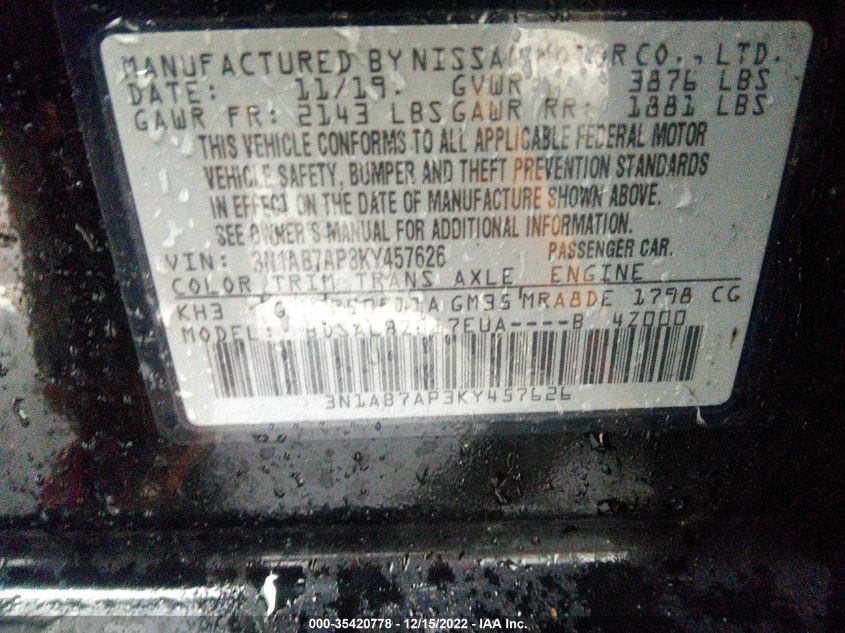 MANUFACTURED BY NISSAN MOTOR CO., LTD.
DATE: 11/19 GVWR 3876 LBS
GAWR FR: 2143 LBS GAWR RR: 1881 LBS
THIS VEHICLE CONFORMS TO ALL APPLICABLE FEDERAL MOTOR
VEHICLE SAFETY, BUMPER AND THEFT PREVENTION STANDARDS
IN EFFECT ON THE DATE OF MANUFACTURE SHOWN ABOVE.
SEE OWNER'S MANUAL FOR ADDITIONAL INFORMATION.
VIN: 3N1AB7AP3KY457626 PASSENGER CAR.
COLOR TRIM TRANS AXLE ENGINE
KH3 G GM35 MRA8DE 1798 CG
MODEL: 4Z000
3N1AB7AP3KY457626
000-35420778 - 12/15/2022 - IAA Inc.